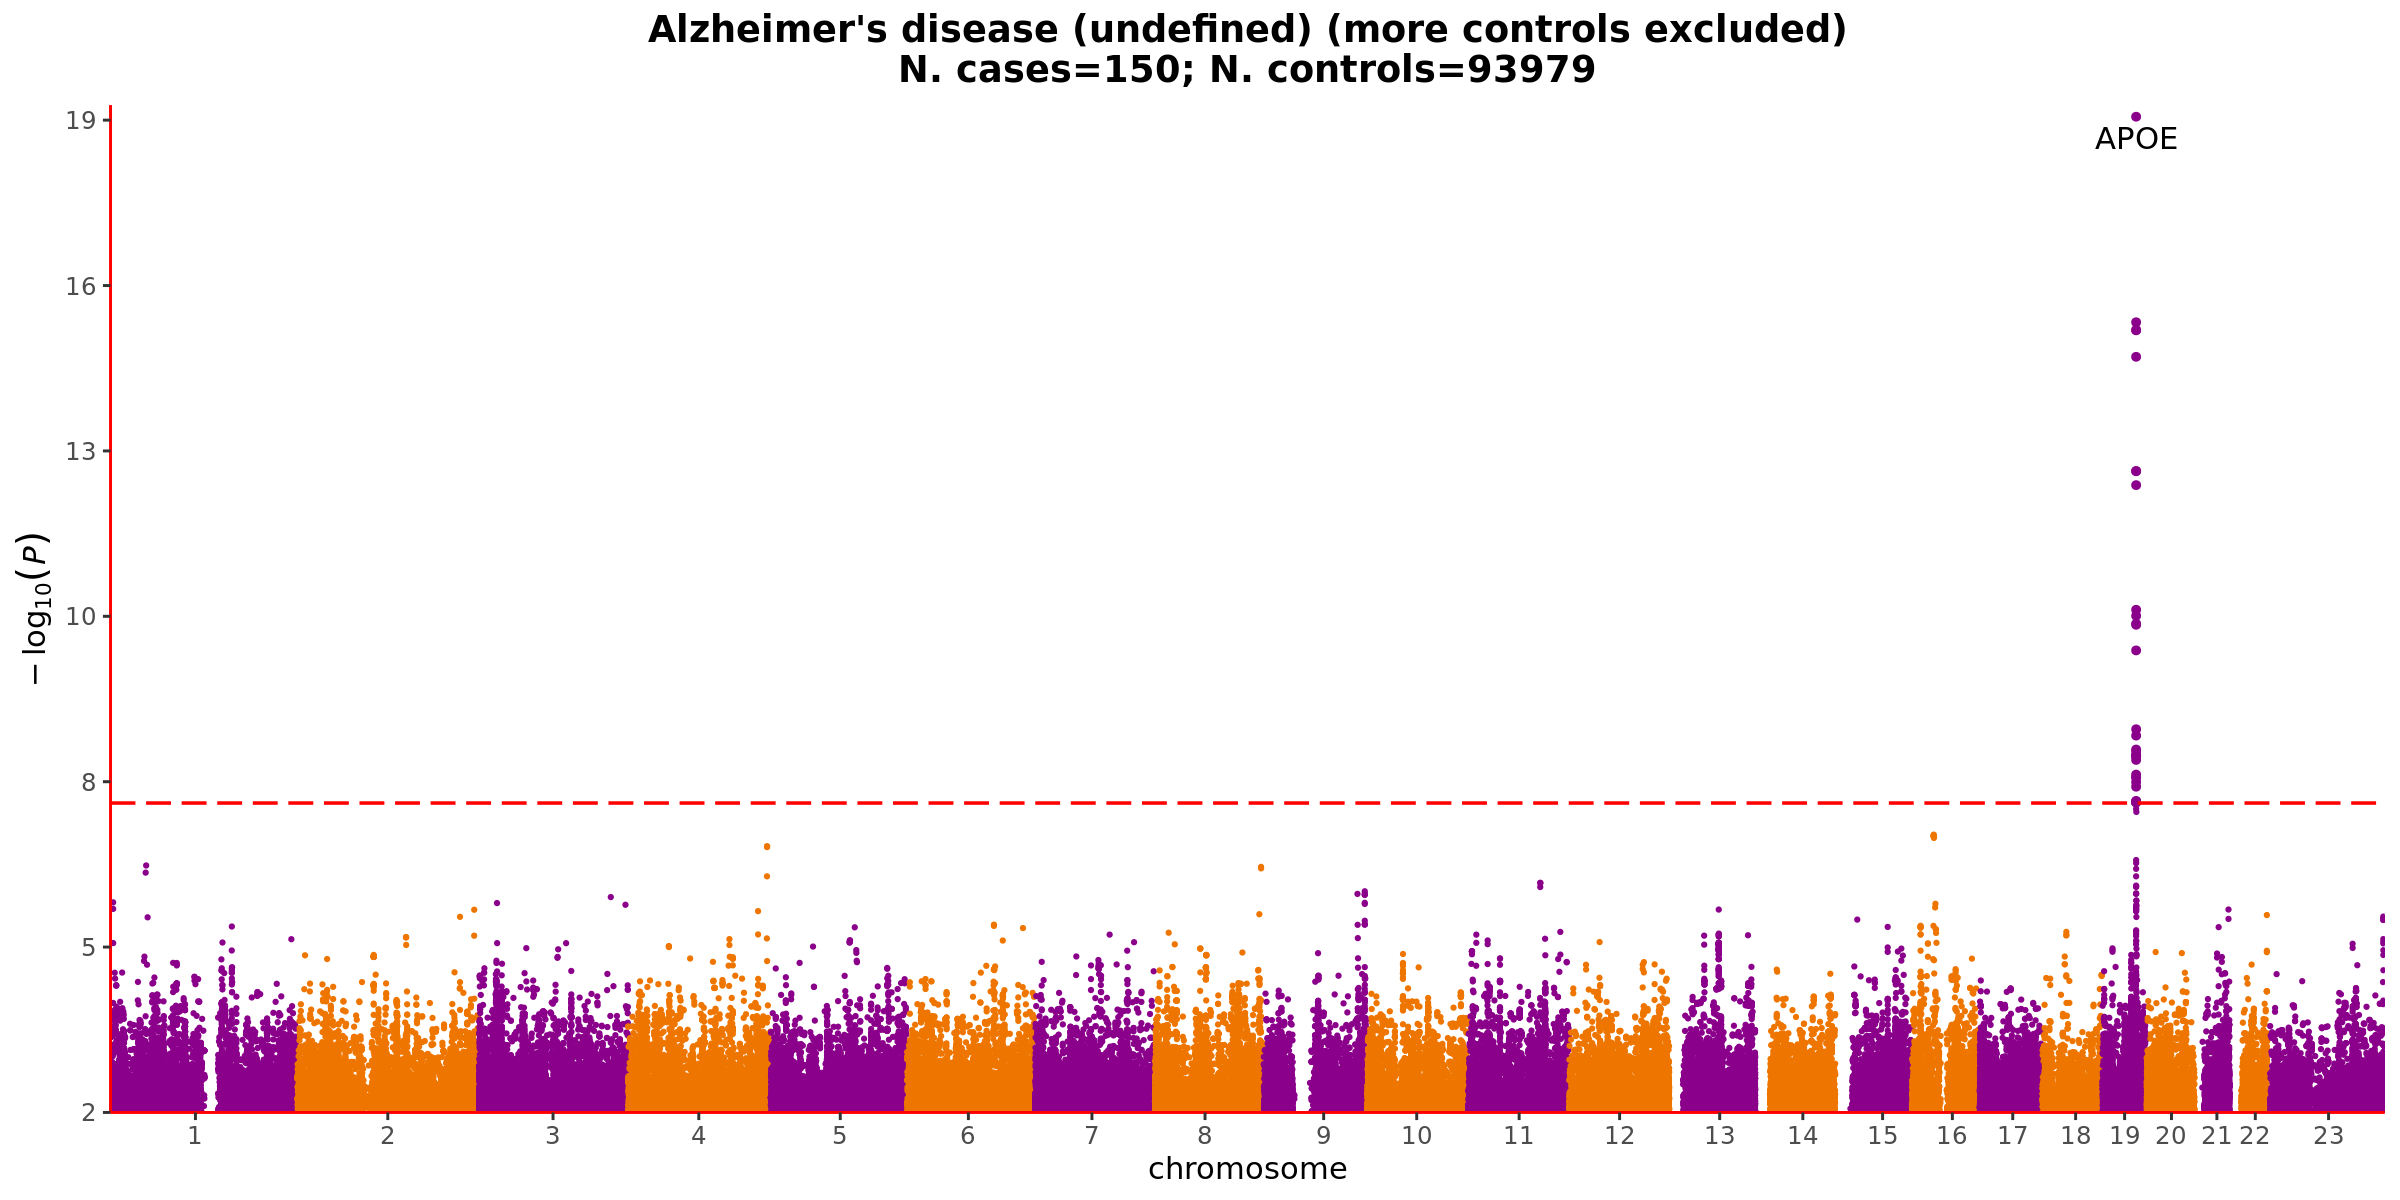 Alzheimer's disease (undefined) (more controls excluded)
N. cases=150; N. controls=93979
19
APOE
16
13
10
8
5
2
− log10(P)
1 2 3 4 5 6 7 8 9 10 11 12 13 14 15 16 17 18 19 20 21 22 23
chromosome